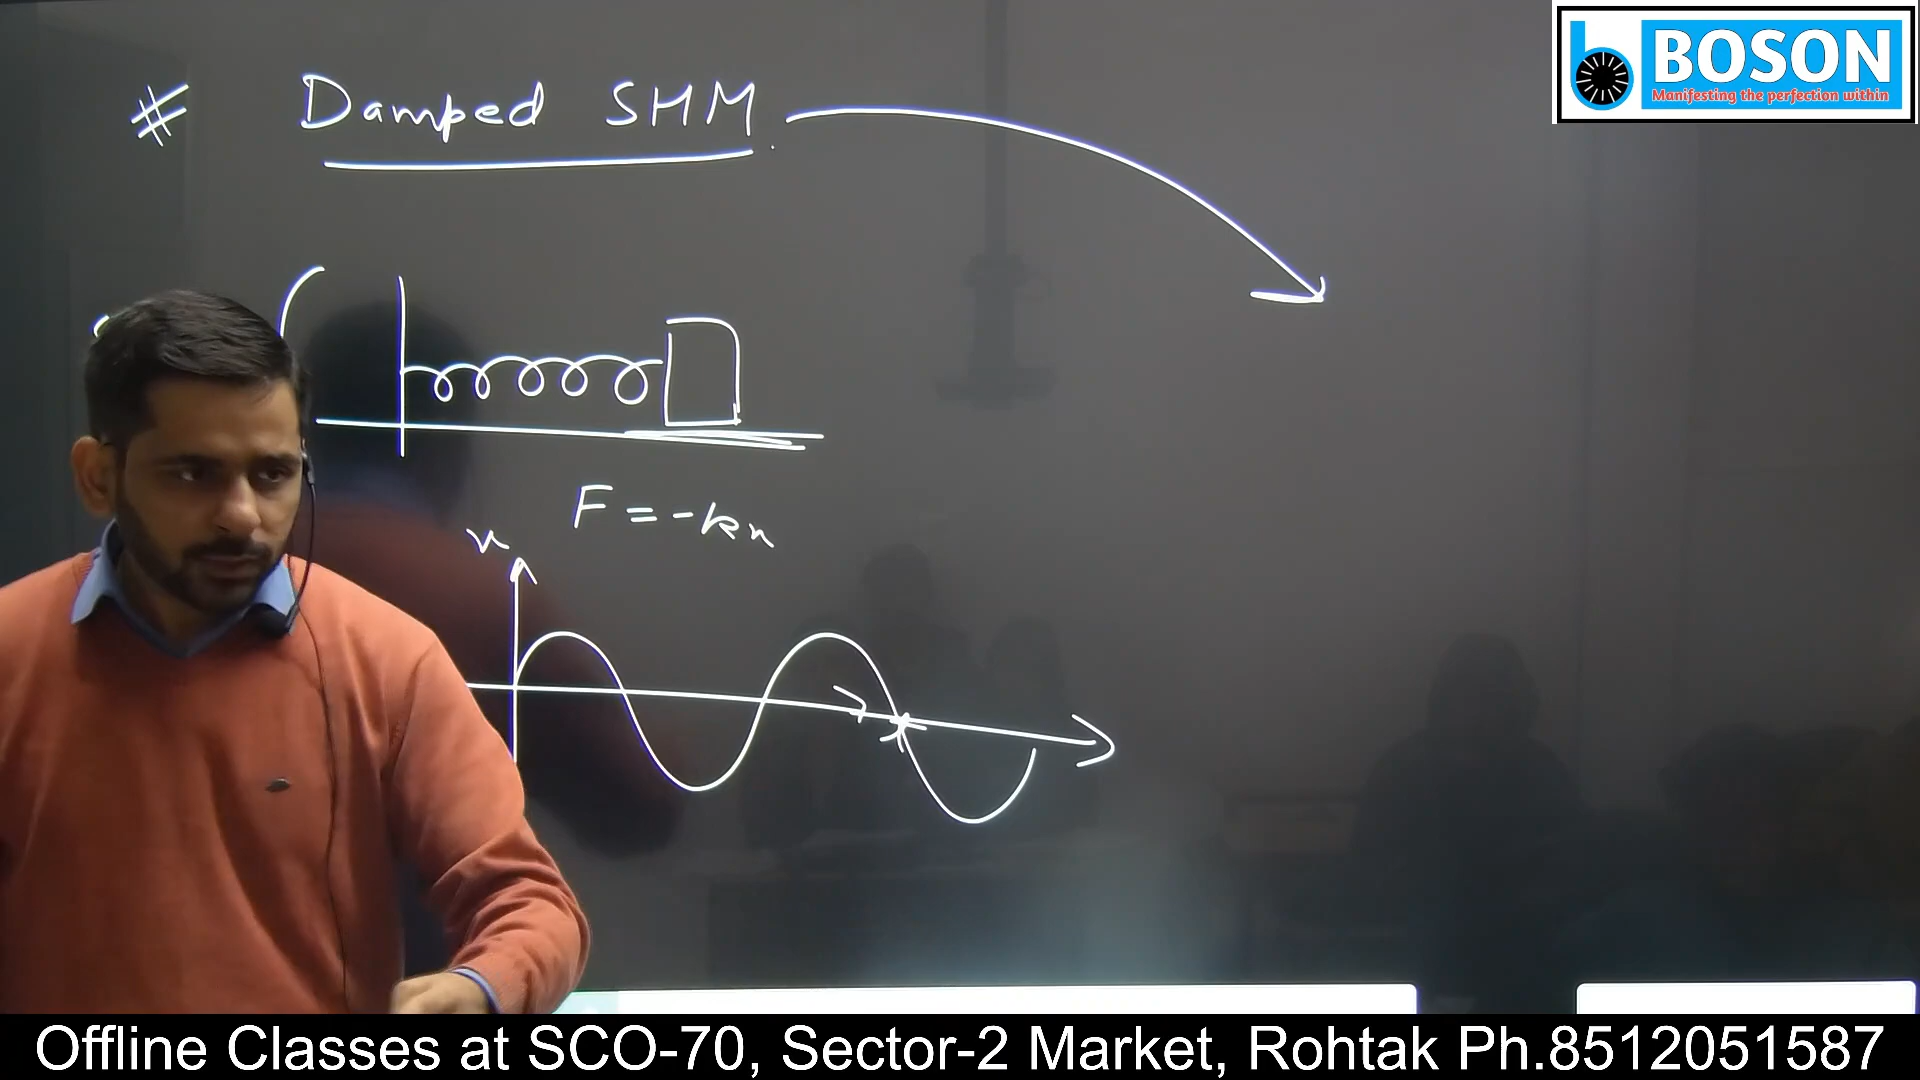 BOSON
Manifesting the perfection within
# Damped SHM
F = -kx
x
Offline Classes at SCO-70, Sector-2 Market, Rohtak Ph.8512051587